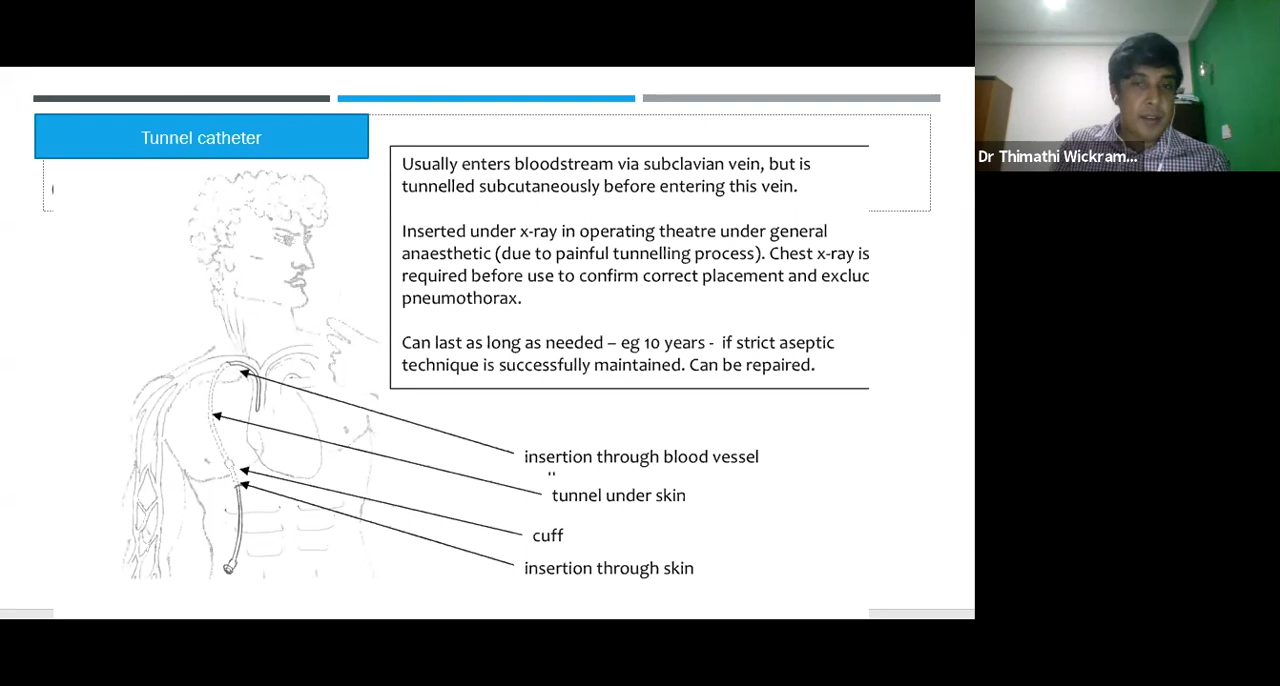 Tunnel catheter
Usually enters bloodstream via subclavian vein, but is
tunnelled subcutaneously before entering this vein.
Inserted under x-ray in operating theatre under general
anaesthetic (due to painful tunnelling process). Chest x-ray is
required before use to confirm correct placement and excluc
pneumothorax.
Can last as long as needed – eg 10 years - if strict aseptic
technique is successfully maintained. Can be repaired.
insertion through blood vessel
tunnel under skin
cuff
insertion through skin
Dr Thimathi Wickram...